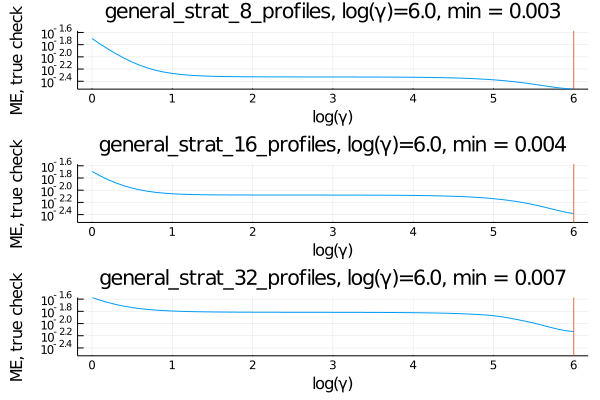 general_strat_8_profiles, log(γ)=6.0, min = 0.003
ME, true check
10^-1.6
10^-1.8
10^-2.0
10^-2.2
10^-2.4
0 1 2 3 4 5 6
log(γ)
general_strat_16_profiles, log(γ)=6.0, min = 0.004
ME, true check
10^-1.6
10^-1.8
10^-2.0
10^-2.2
10^-2.4
0 1 2 3 4 5 6
log(γ)
general_strat_32_profiles, log(γ)=6.0, min = 0.007
ME, true check
10^-1.6
10^-1.8
10^-2.0
10^-2.2
10^-2.4
0 1 2 3 4 5 6
log(γ)